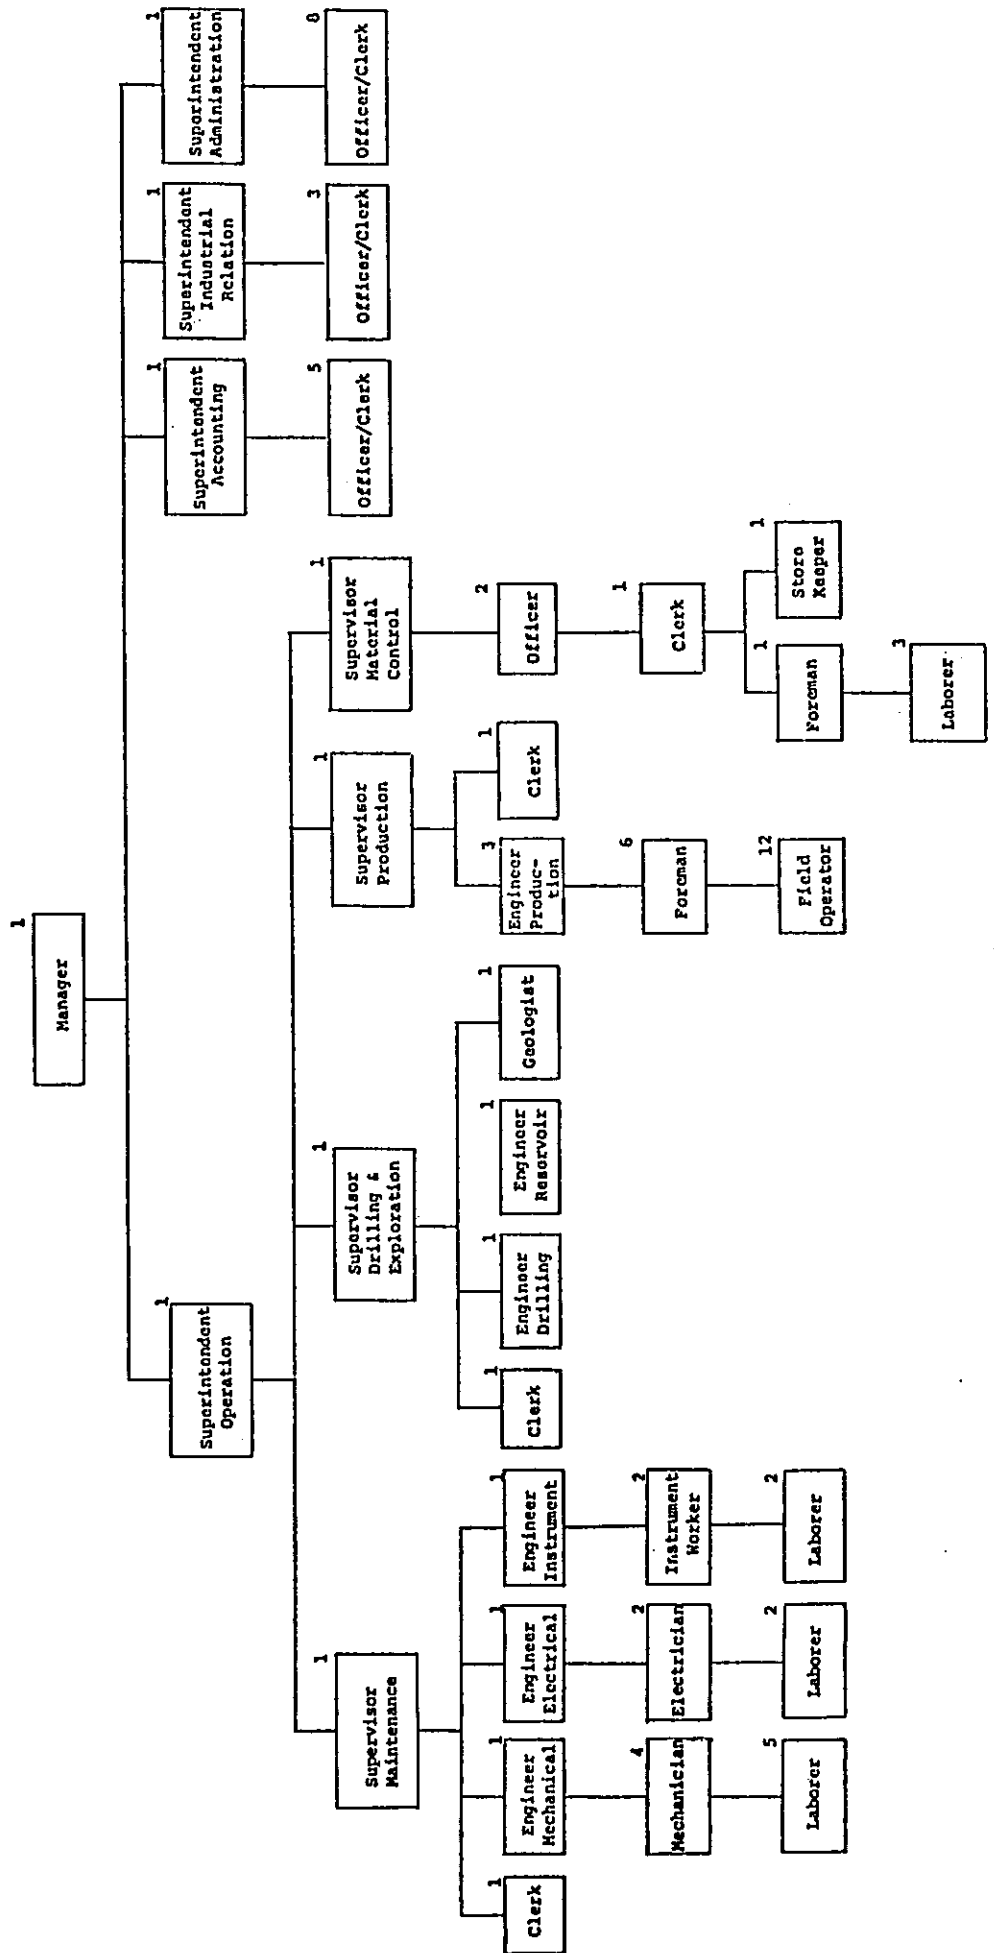 1
Manager
1
Superintendent
Operation
1
Superintendent
Accounting
1
Superintendent
Industrial
Relation
1
Superintendent
Administration
5
Officer/Clerk
3
Officer/Clerk
8
Officer/Clerk
1
Supervisor
Maintenance
1
Supervisor
Drilling &
Exploration
1
Supervisor
Production
1
Supervisor
Material
Control
1
Clerk
1
Engineer
Mechanical
1
Engineer
Electrical
1
Engineer
Instrument
1
Clerk
1
Engineer
Drilling
1
Engineer
Reservoir
1
Geologist
3
Engineer
Produc-
tion
1
Clerk
2
Officer
4
Mechanician
2
Electrician
2
Instrument
Worker
6
Foreman
1
Clerk
5
Laborer
2
Laborer
2
Laborer
12
Field
Operator
1
Foreman
1
Store
Keeper
3
Laborer